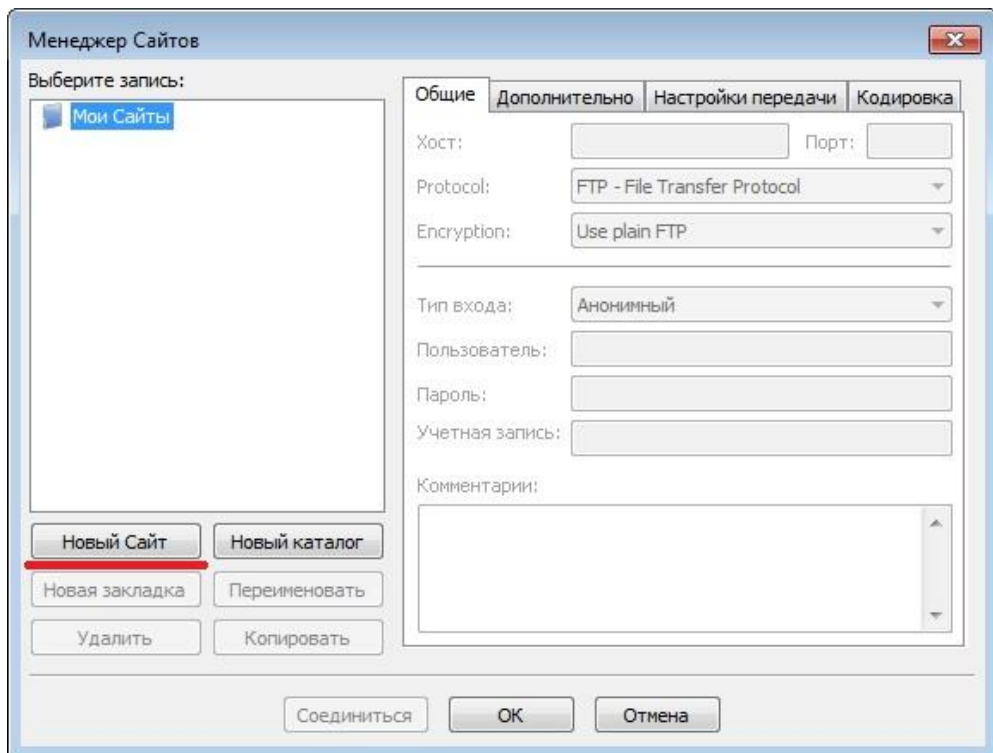 Менеджер Сайтов
Выберите запись:
Мои Сайты
Общие Дополнительно Настройки передачи Кодировка
Хост: Порт:
Protocol: FTP - File Transfer Protocol
Encryption: Use plain FTP
Тип входа: Анонимный
Пользователь:
Пароль:
Учетная запись:
Комментарии:
Новый Сайт Новый каталог
Новая закладка Переименовать
Удалить Копировать
Соединиться ОК Отмена